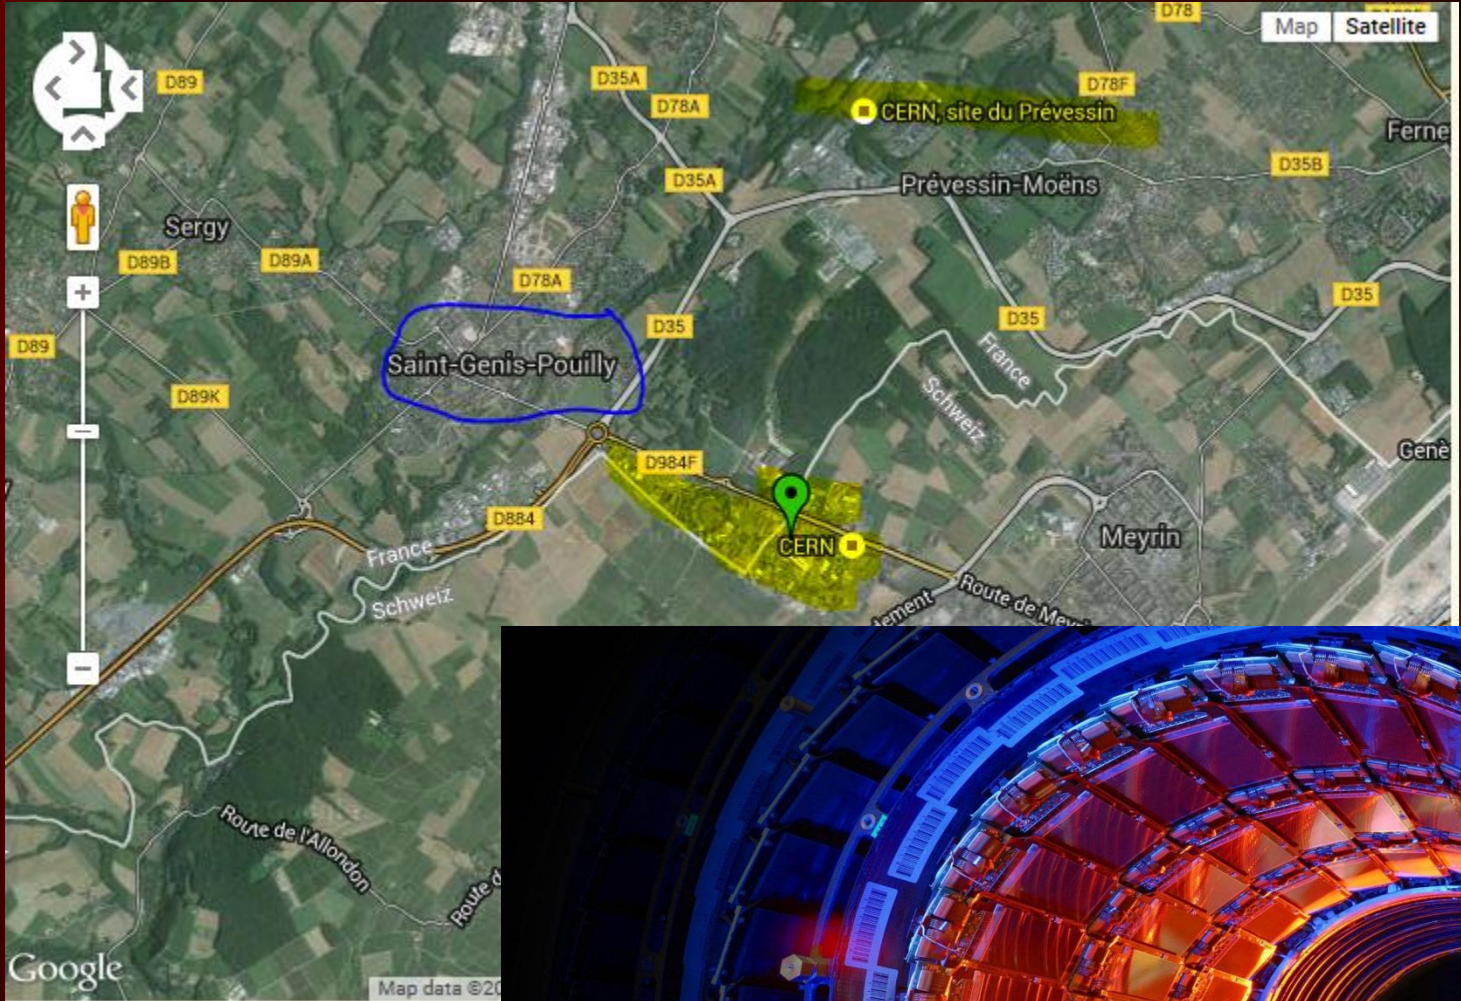 D78
Map Satellite
D89
D35A
D78A
D78F
CERN, site du Prévessin
Ferne
D35A
D35B
Prévessin-Moëns
Sergy
D89B
D89A
D78A
D35
D35
D35
D89
Saint-Genis-Pouilly
France
Schweiz
D89K
D984F
Genè
D884
CERN
Meyrin
France
Schweiz
Route de Meyri
lement
Route de l'Allondon
Route d
Google
Map data ©20